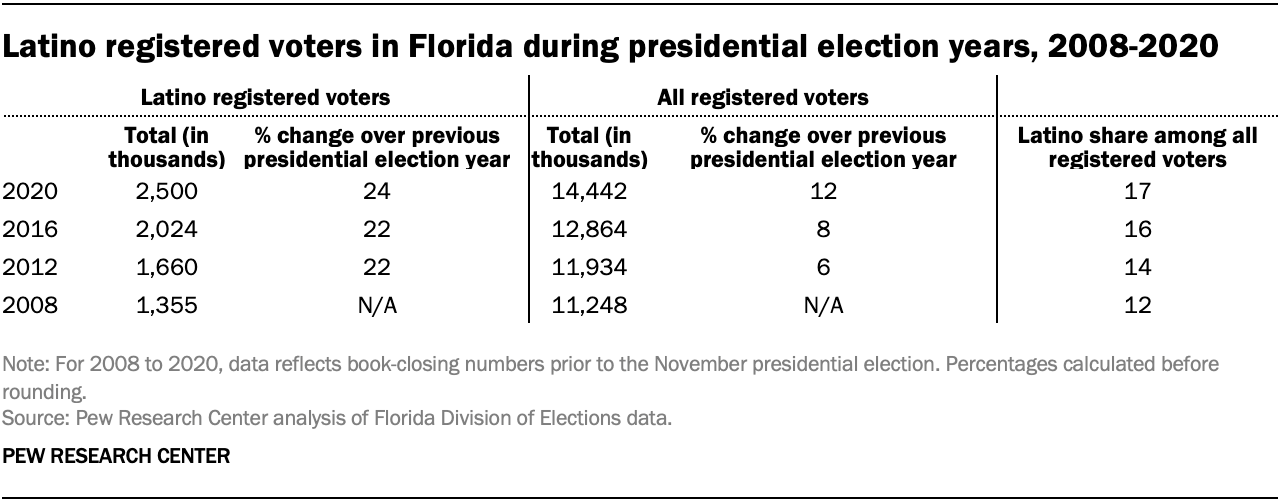 Latino registered voters in Florida during presidential election years, 2008-2020
Latino registered voters All registered voters
Total (in thousands) % change over previous presidential election year Total (in thousands) % change over previous presidential election year Latino share among all registered voters
2020 2,500 24 14,442 12 17
2016 2,024 22 12,864 8 16
2012 1,660 22 11,934 6 14
2008 1,355 N/A 11,248 N/A 12
Note: For 2008 to 2020, data reflects book-closing numbers prior to the November presidential election. Percentages calculated before
rounding.
Source: Pew Research Center analysis of Florida Division of Elections data.
PEW RESEARCH CENTER